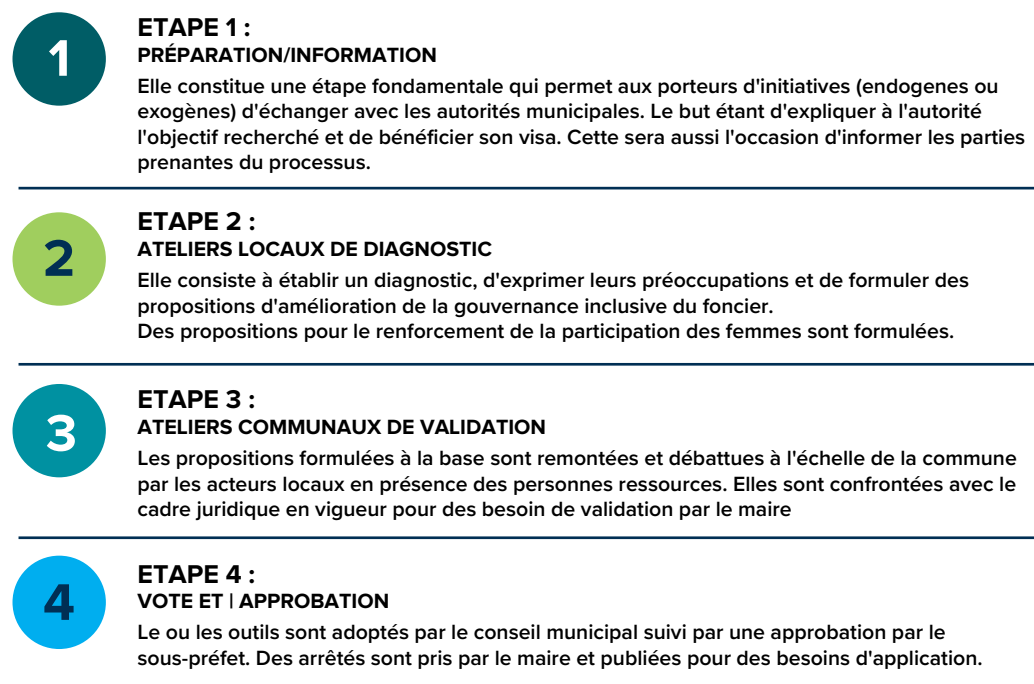 1
ETAPE 1 :
PRÉPARATION/INFORMATION
Elle constitue une étape fondamentale qui permet aux porteurs d'initiatives (endogenes ou
exogènes) d'échanger avec les autorités municipales. Le but étant d'expliquer à l'autorité
l'objectif recherché et de bénéficier son visa. Cette sera aussi l'occasion d'informer les parties
prenantes du processus.
2
ETAPE 2 :
ATELIERS LOCAUX DE DIAGNOSTIC
Elle consiste à établir un diagnostic, d'exprimer leurs préoccupations et de formuler des
propositions d'amélioration de la gouvernance inclusive du foncier.
Des propositions pour le renforcement de la participation des femmes sont formulées.
3
ETAPE 3 :
ATELIERS COMMUNAUX DE VALIDATION
Les propositions formulées à la base sont remontées et débattues à l'échelle de la commune
par les acteurs locaux en présence des personnes ressources. Elles sont confrontées avec le
cadre juridique en vigueur pour des besoin de validation par le maire
4
ETAPE 4 :
VOTE ET | APPROBATION
Le ou les outils sont adoptés par le conseil municipal suivi par une approbation par le
sous-préfet. Des arrêtés sont pris par le maire et publiées pour des besoins d'application.